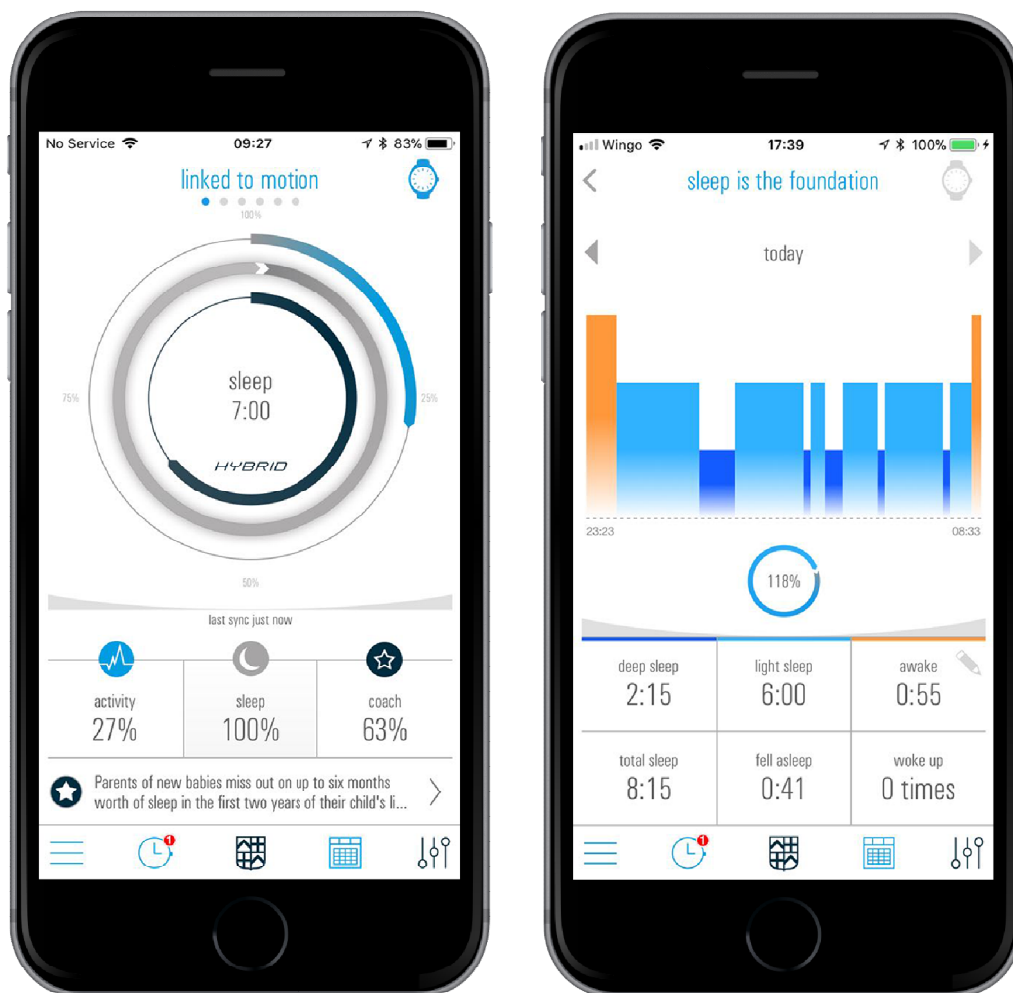 No Service
09:27
83%
linked to motion
100%
75%
25%
sleep
7:00
HYBRID
50%
last sync just now
activity
27%
sleep
100%
coach
63%
Parents of new babies miss out on up to six months
worth of sleep in the first two years of their child's li...
1
Wingo
17:39
100%
sleep is the foundation
today
23:23
08:33
118%
deep sleep
2:15
light sleep
6:00
awake
0:55
total sleep
8:15
fell asleep
0:41
woke up
0 times
1